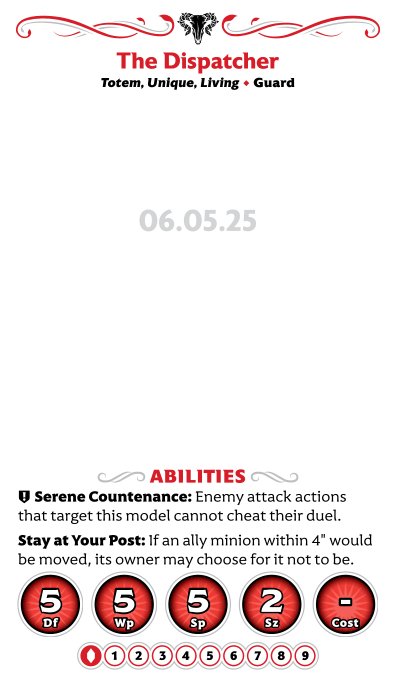 The Dispatcher
Totem, Unique, Living ♦ Guard
06.05.25
ABILITIES
Serene Countenance: Enemy attack actions
that target this model cannot cheat their duel.
Stay at Your Post: If an ally minion within 4" would
be moved, its owner may choose for it not to be.
5 5 5 2 -
Df Wp Sp Sz Cost
1 2 3 4 5 6 7 8 9